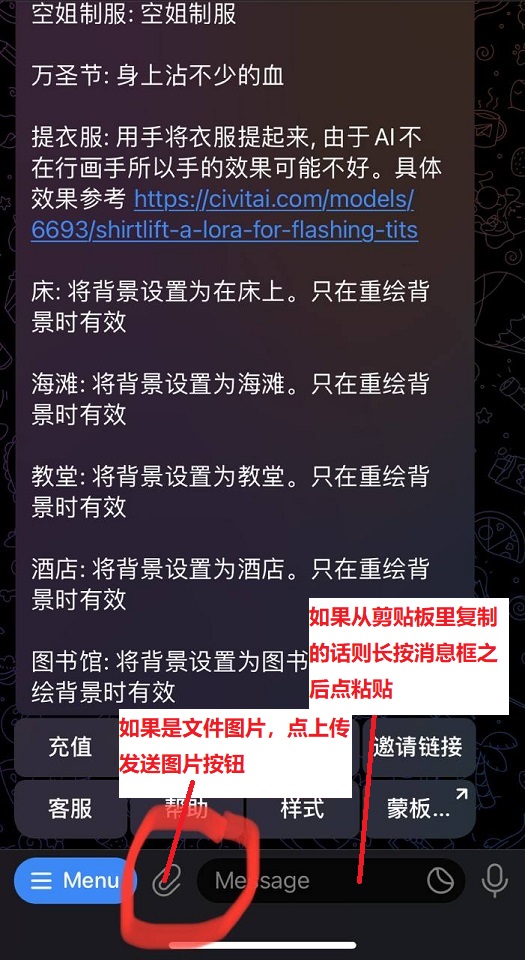 空姐制服: 空姐制服
万圣节: 身上沾不少的血
提衣服: 用手将衣服提起来, 由于AI不
在行画手所以手的效果可能不好。具体
效果参考 https://civitai.com/models/
6693/shirtlift-a-lora-for-flashing-tits
床: 将背景设置为在床上。只在重绘背
景时有效
海滩: 将背景设置为海滩。只在重绘背
景时有效
教堂: 将背景设置为教堂。只在重绘背
景时有效
酒店: 将背景设置为酒店。只在重绘背
景时有效
图书馆: 将背景设置为图书
绘背景时有效
如果从剪贴板里复制
的话则长按消息框之
后点粘贴
如果是文件图片，点上传
发送图片按钮
充值
邀请链接
客服
帮助
样式
蒙板...
Menu
Message